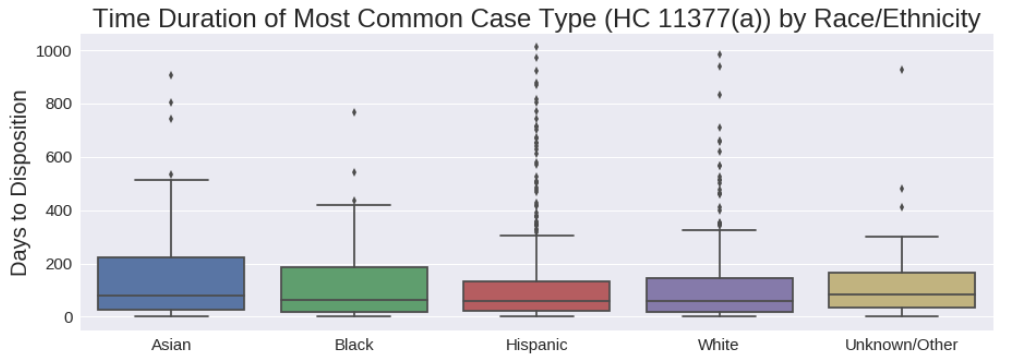 Time Duration of Most Common Case Type (HC 11377(a)) by Race/Ethnicity
Days to Disposition
1000
800
600
400
200
0
Asian Black Hispanic White Unknown/Other